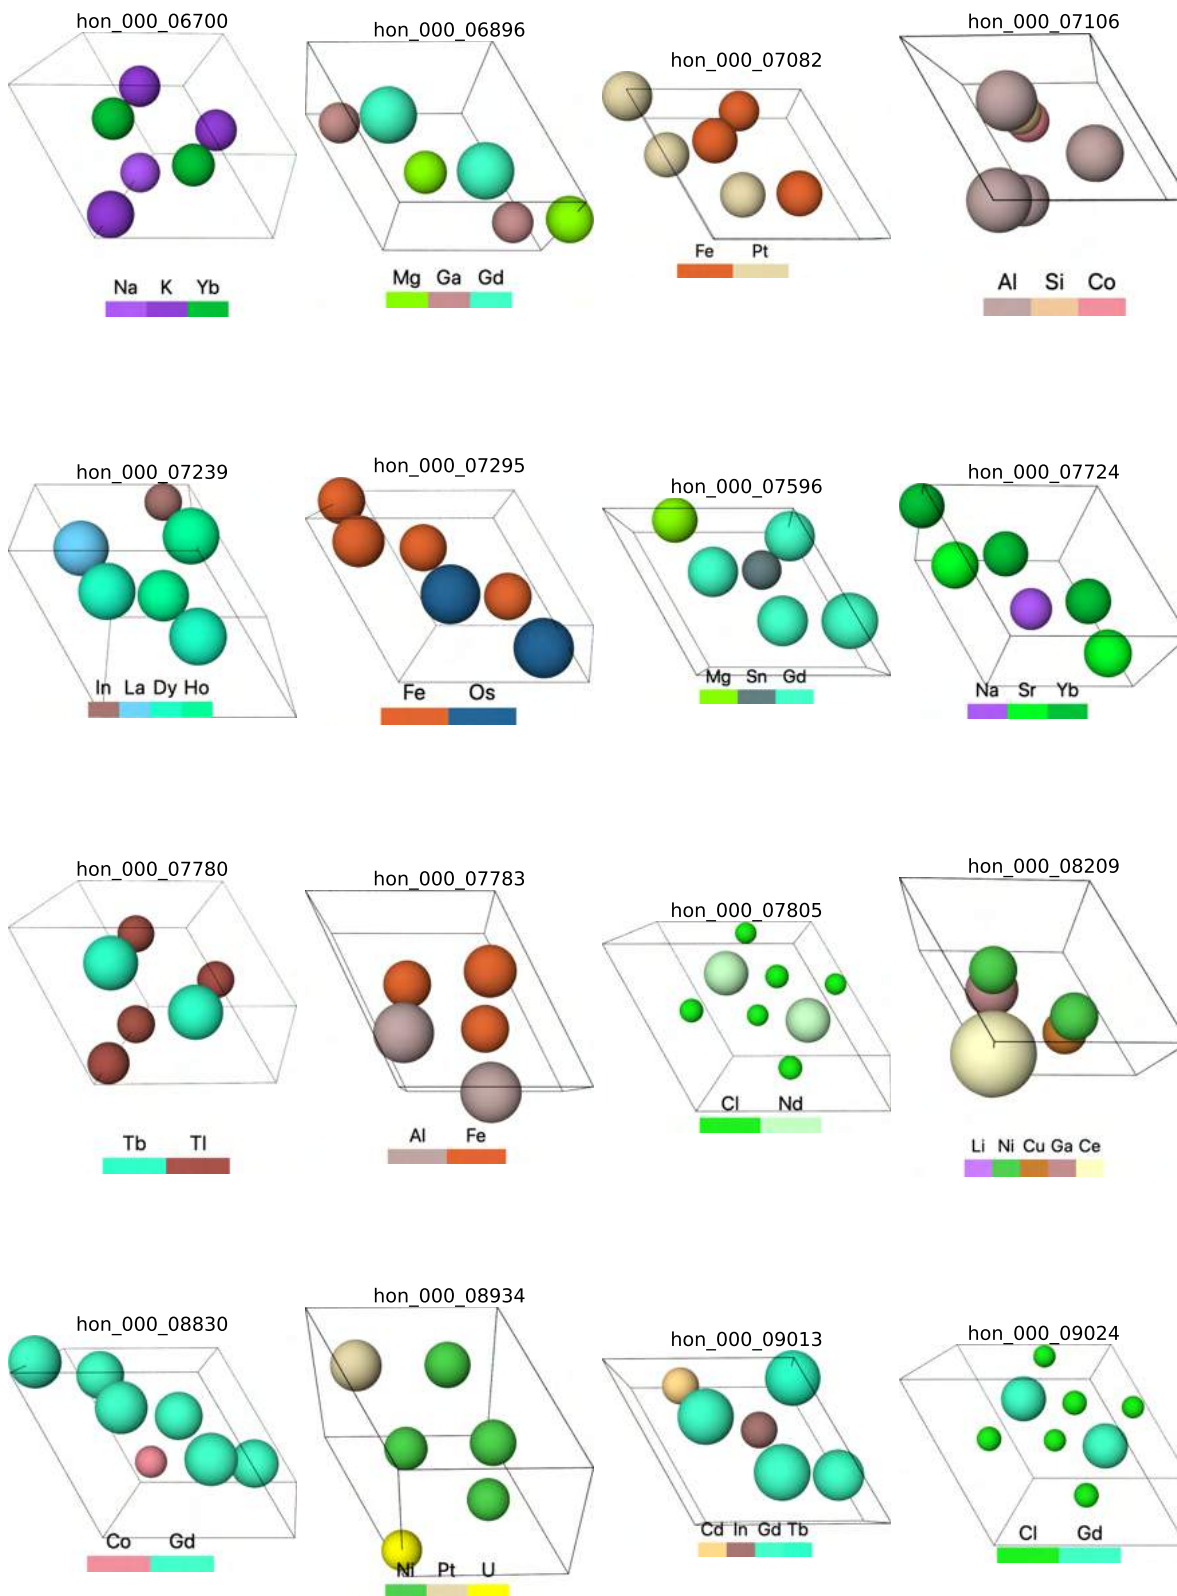 hon_000_06700
hon_000_06896
hon_000_07082
hon_000_07106
Na K Yb
Mg Ga Gd
Fe Pt
Al Si Co
hon_000_07239
hon_000_07295
hon_000_07596
hon_000_07724
In La Dy Ho
Fe Os
Mg Sn Gd
Na Sr Yb
hon_000_07780
hon_000_07783
hon_000_07805
hon_000_08209
Tb Tl
Al Fe
Cl Nd
Li Ni Cu Ga Ce
hon_000_08830
hon_000_08934
hon_000_09013
hon_000_09024
Co Gd
Ni Pt U
Cd In Gd Tb
Cl Gd